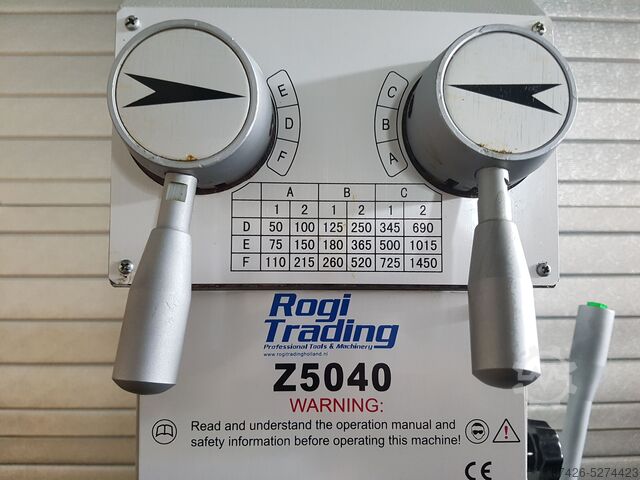 E
D
F
C
B
A
A B C
1 2 1 2 1 2
D 50 100 125 250 345 690
E 75 150 180 365 500 1015
F 110 215 260 520 725 1450
Rogi
Trading
Professional Tools & Machinery
www.rogitradingholland.nl
Z5040
WARNING:
Read and understand the operation manual and
safety information before operating this machine!
CE
7426-5274423